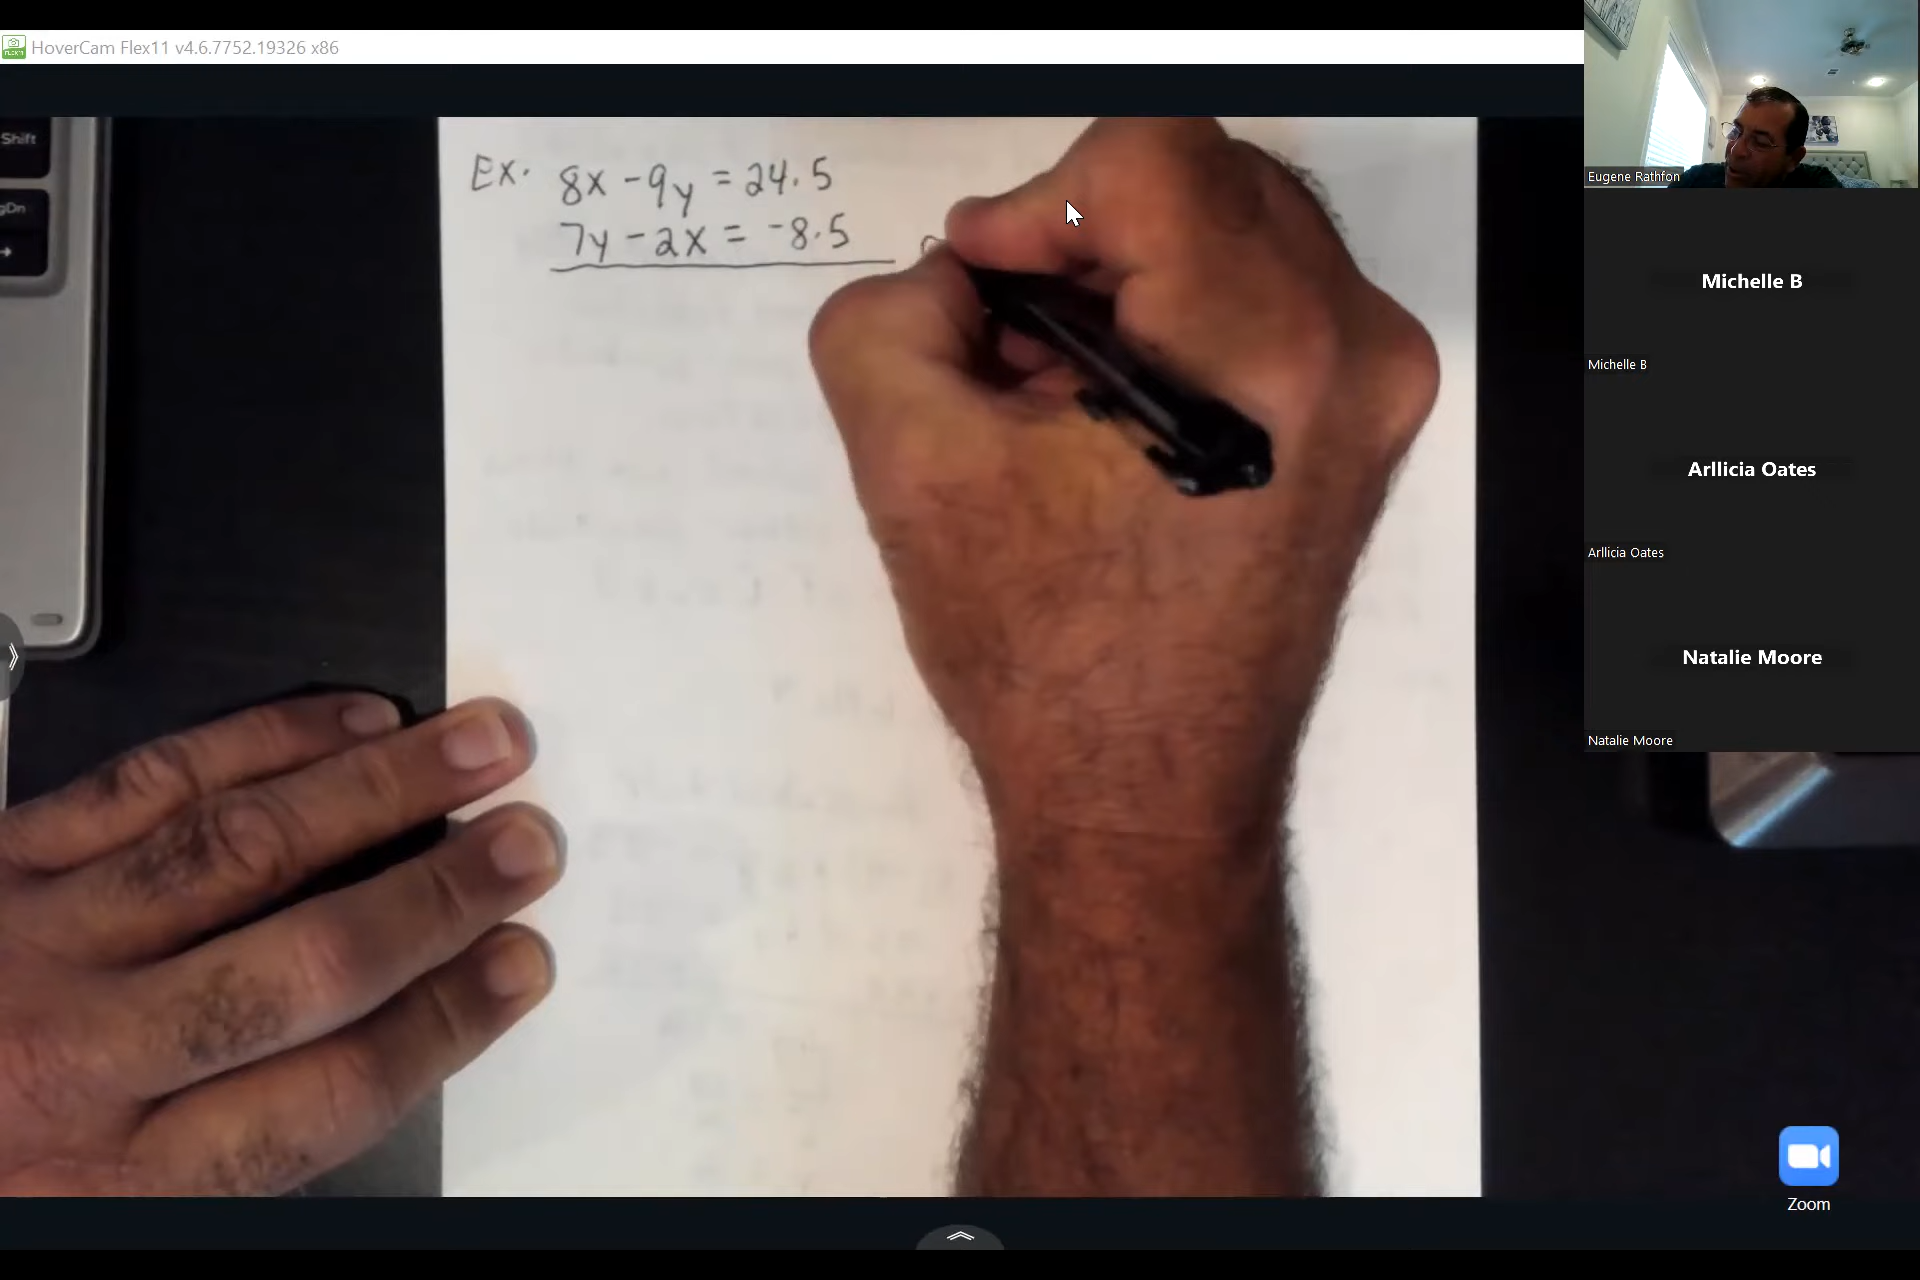 HoverCam Flex11 v4.6.7752.19326 x86
Shift
gDn
Ex. 8x - 9y = 24.5
7y - 2x = -8.5
Eugene Rathfon
Michelle B
Michelle B
Arllicia Oates
Arllicia Oates
Natalie Moore
Natalie Moore
Zoom